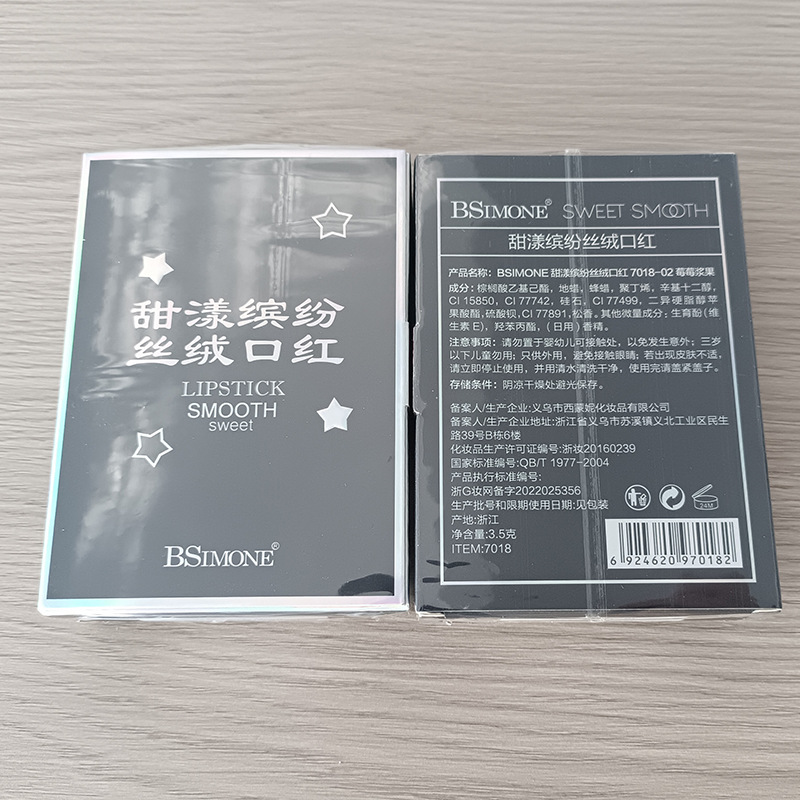 甜漾缤纷
丝绒口红
LIPSTICK
SMOOTH
sweet
BSIMONE®
BSIMONE® SWEET SMOOTH
甜漾缤纷丝绒口红
产品名称：BSIMONE 甜漾缤纷丝绒口红 7018-02 莓莓浆果
成分：棕榈酸乙基己酯，地蜡，蜂蜡，聚丁烯，辛基十二醇，
CI 15850, CI 77742, 硅石，CI 77499, 二异硬脂醇苹
果酸酯，硫酸钡，CI 77891，松香。其他微量成分：生育酚（维
生素 E），羟苯丙酯，（日用）香精。
注意事项：请勿置于婴幼儿可接触处，以免发生意外；三岁
以下儿童勿用；只供外用，避免接触眼睛；若出现皮肤不适，
请立即停止使用，并用清水清洗干净，使用完请盖紧盖子。
存储条件：阴凉干燥处避光保存。
备案人/生产企业:义乌市西蒙妮化妆品有限公司
备案人/生产企业地址:浙江省义乌市苏溪镇义北工业区民生
路39号B栋6楼
化妆品生产许可证编号:浙妆20160239
国家标准编号:QB/T 1977-2004
产品执行标准编号:
浙G妆网备字2022025356
生产批号和限期使用日期:见包装
产地:浙江
净含量:3.5克
ITEM:7018
24M
6 924620 970182